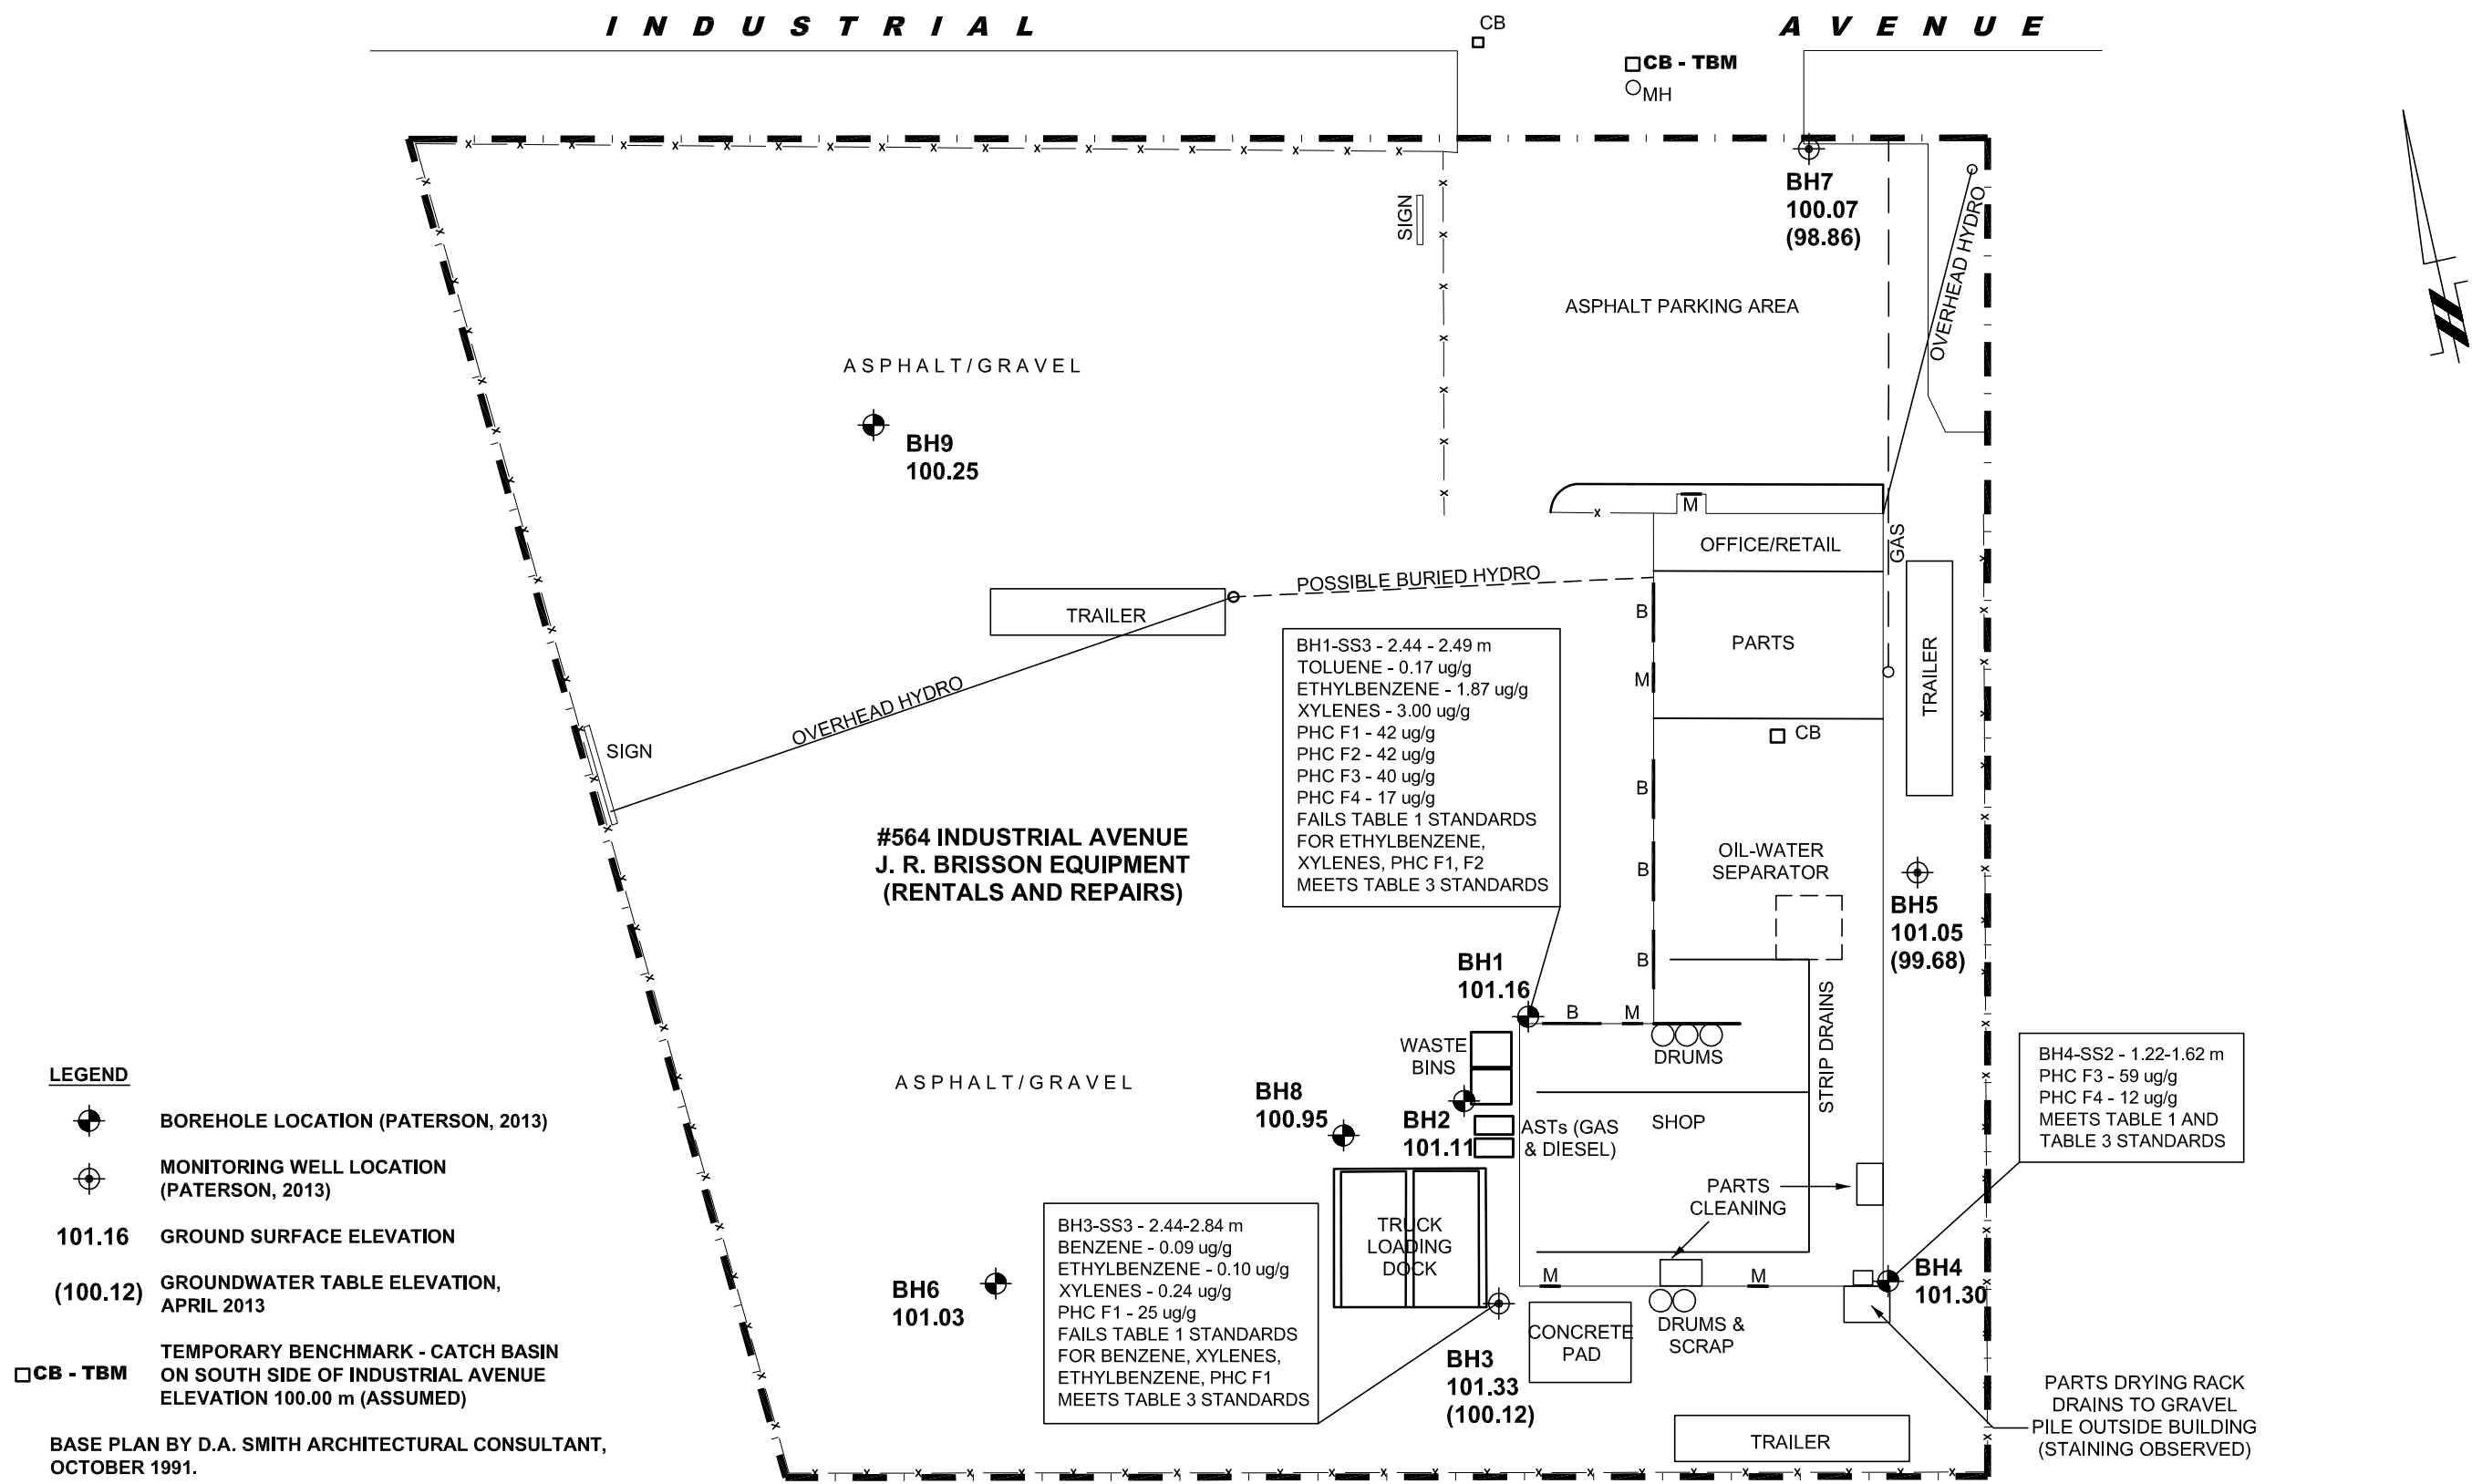 INDUSTRIAL AVENUE
CB
CB - TBM
MH
BH7
100.07
(98.86)
SIGN
OVERHEAD HYDRO
ASPHALT PARKING AREA
ASPHALT/GRAVEL
BH9
100.25
M
OFFICE/RETAIL
GAS
POSSIBLE BURIED HYDRO
TRAILER
B
PARTS
M
TRAILER
BH1-SS3 - 2.44 - 2.49 m
TOLUENE - 0.17 ug/g
ETHYLBENZENE - 1.87 ug/g
XYLENES - 3.00 ug/g
PHC F1 - 42 ug/g
PHC F2 - 42 ug/g
PHC F3 - 40 ug/g
PHC F4 - 17 ug/g
FAILS TABLE 1 STANDARDS
FOR ETHYLBENZENE,
XYLENES, PHC F1, F2
MEETS TABLE 3 STANDARDS
OVERHEAD HYDRO
SIGN
CB
B
#564 INDUSTRIAL AVENUE
J. R. BRISSON EQUIPMENT
(RENTALS AND REPAIRS)
OIL-WATER
SEPARATOR
B
BH5
101.05
(99.68)
B
BH1
101.16
B
M
STRIP DRAINS
WASTE
BINS
DRUMS
ASPHALT/GRAVEL
BH8
100.95
BH2
101.11
ASTs (GAS
& DIESEL)
SHOP
BH4-SS2 - 1.22-1.62 m
PHC F3 - 59 ug/g
PHC F4 - 12 ug/g
MEETS TABLE 1 AND
TABLE 3 STANDARDS
PARTS
CLEANING
TRUCK
LOADING
DOCK
BH3-SS3 - 2.44-2.84 m
BENZENE - 0.09 ug/g
ETHYLBENZENE - 0.10 ug/g
XYLENES - 0.24 ug/g
PHC F1 - 25 ug/g
FAILS TABLE 1 STANDARDS
FOR BENZENE, XYLENES,
ETHYLBENZENE, PHC F1
MEETS TABLE 3 STANDARDS
BH6
101.03
M
M
BH4
101.30
CONCRETE
PAD
DRUMS &
SCRAP
BH3
101.33
(100.12)
TRAILER
PARTS DRYING RACK
DRAINS TO GRAVEL
PILE OUTSIDE BUILDING
(STAINING OBSERVED)
LEGEND
BOREHOLE LOCATION (PATERSON, 2013)
MONITORING WELL LOCATION
(PATERSON, 2013)
101.16 GROUND SURFACE ELEVATION
(100.12) GROUNDWATER TABLE ELEVATION,
APRIL 2013
CB - TBM TEMPORARY BENCHMARK - CATCH BASIN
ON SOUTH SIDE OF INDUSTRIAL AVENUE
ELEVATION 100.00 m (ASSUMED)
BASE PLAN BY D.A. SMITH ARCHITECTURAL CONSULTANT,
OCTOBER 1991.
N